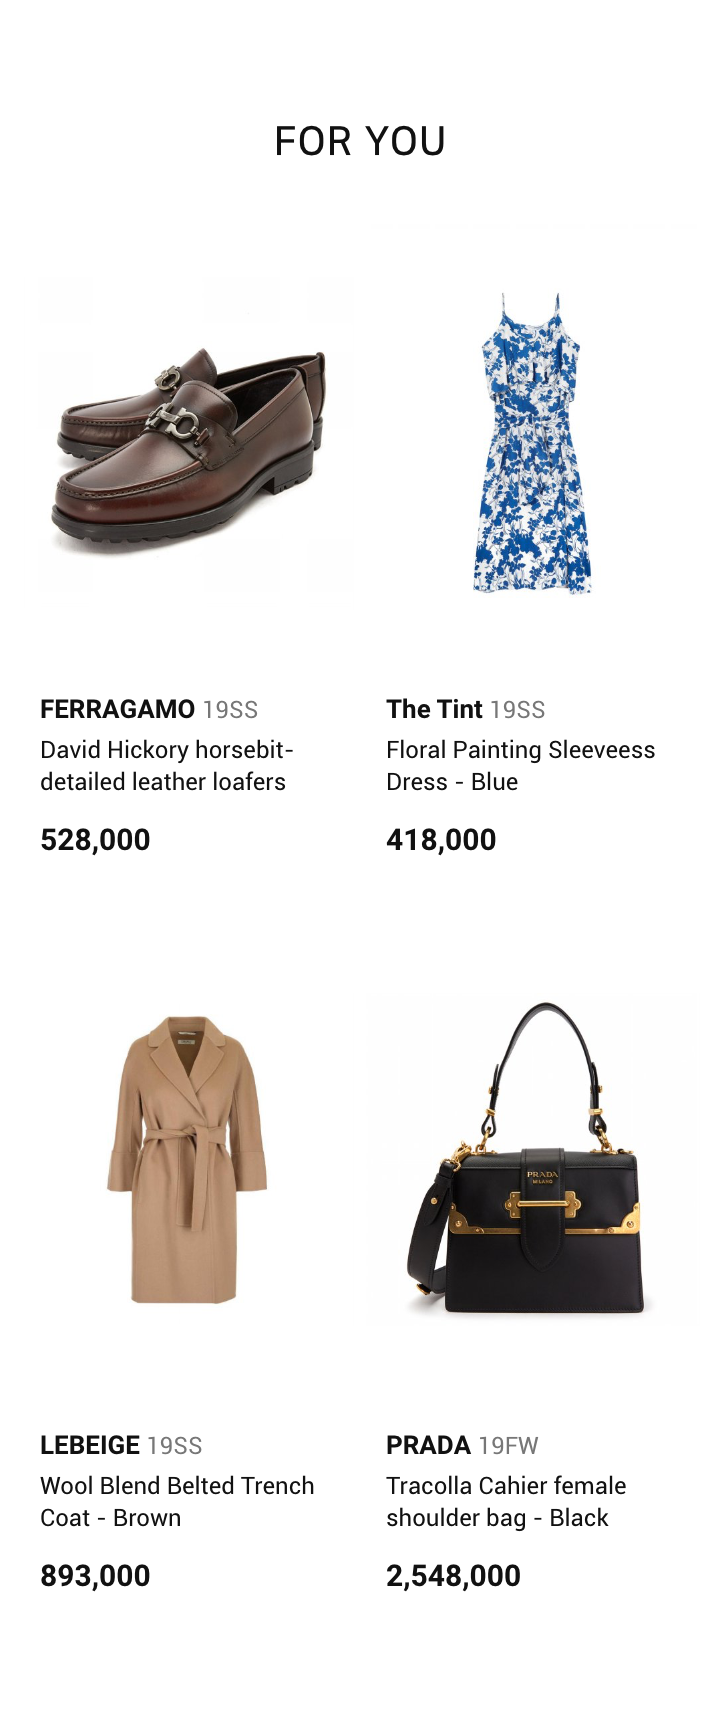 FOR YOU
FERRAGAMO 19SS
David Hickory horsebit-
detailed leather loafers
528,000
The Tint 19SS
Floral Painting Sleeveess
Dress - Blue
418,000
PRADA
MILANO
LEBEIGE 19SS
Wool Blend Belted Trench
Coat - Brown
893,000
PRADA 19FW
Tracolla Cahier female
shoulder bag - Black
2,548,000